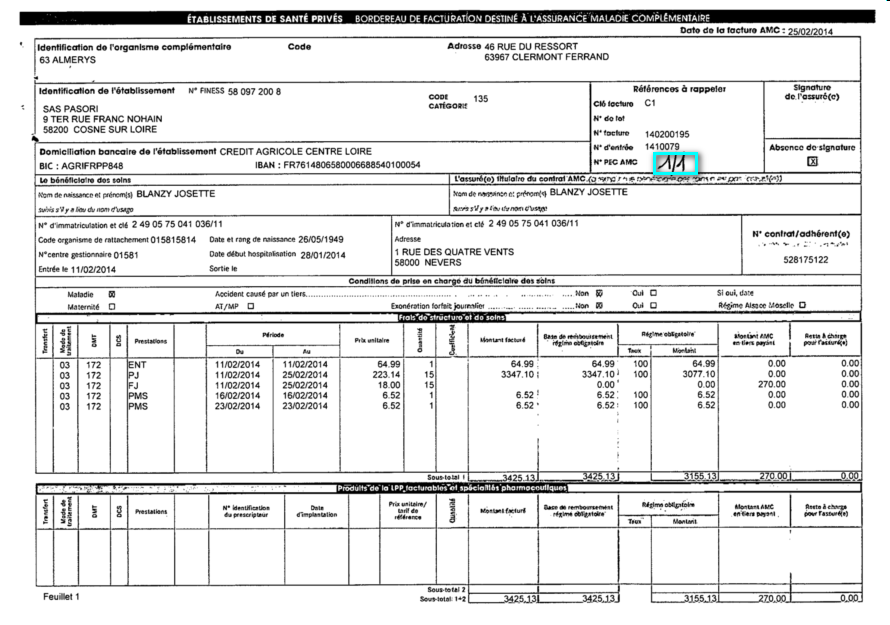 ÉTABLISSEMENTS DE SANTÉ PRIVÉS BORDEREAU DE FACTURATION DESTINÉ À L'ASSURANCE MALADIE COMPLÉMENTAIRE
Date de la facture AMC : 25/02/2014
Identification de l'organisme complémentaire Code Adresse 46 RUE DU RESSORT
63 ALMERYS 63967 CLERMONT FERRAND
Identification de l'établissement N° FINESS 58 097 200 8 CODE CATÉGORIE 135 Références à rappeler Signature de l'assuré(e)
SAS PASORI Clé facture C1
9 TER RUE FRANC NOHAIN N° de lot
58200 COSNE SUR LOIRE N° facture 140200195
Domiciliation bancaire de l'établissement CREDIT AGRICOLE CENTRE LOIRE N° d'entrée 1410079 Absence de signature
BIC : AGRIFRPP848 IBAN : FR7614806580006688540100054 N° PEC AMC 1/1 X
Le bénéficiaire des soins L'assuré(e) titulaire du contrat AMC
Nom de naissance et prénom(s) BLANZY JOSETTE Nom de naissance et prénom(s) BLANZY JOSETTE
suivis s'il y a lieu du nom d'usage suivis s'il y a lieu du nom d'usage
N° d'immatriculation et clé 2 49 05 75 041 036/11 N° d'immatriculation et clé 2 49 05 75 041 036/11 N° contrat/adhérent(e)
Code organisme de rattachement 015815814 Date et rang de naissance 26/05/1949 Adresse
N°centre gestionnaire 01581 Date début hospitalisation 28/01/2014 1 RUE DES QUATRE VENTS 528175122
Entrée le 11/02/2014 Sortie le 58000 NEVERS
Conditions de prise en charge du bénéficiaire des soins
Maladie X Accident causé par un tiers Non X Oui Si oui, date
Maternité AT/MP Exonération forfait journalier Non X Oui Régime Alsace Moselle
Frais de structure et de soins
Transfert Mode de traitement DMT DCS Prestations Période Prix unitaire Quantité Coefficient Montant facturé Base de remboursement régime obligatoire Régime obligatoire Montant AMC en tiers payant Reste à charge pour l'assuré(e)
Du Au Taux Montant
03 172 ENT 11/02/2014 11/02/2014 64.99 1 64.99 64.99 100 64.99 0.00 0.00
03 172 PJ 11/02/2014 25/02/2014 223.14 15 3347.10 3347.10 100 3077.10 0.00 0.00
03 172 FJ 11/02/2014 25/02/2014 18.00 15 0.00 0.00 270.00 0.00
03 172 PMS 16/02/2014 16/02/2014 6.52 1 6.52 6.52 100 6.52 0.00 0.00
03 172 PMS 23/02/2014 23/02/2014 6.52 1 6.52 6.52 100 6.52 0.00 0.00
Sous-total 1 3425.13 3425.13 3155.13 270.00 0.00
Produits de la LPP facturables et spécialités pharmaceutiques
Transfert Mode de traitement DMT DCS Prestations N° identification du prescripteur Date d'implantation Prix unitaire/ tarif de référence Quantité Montant facturé Base de remboursement régime obligatoire Régime obligatoire Montant AMC en tiers payant Reste à charge pour l'assuré(e)
Taux Montant
Sous-total 2
Feuillet 1 Sous-total: 1+2 3425,13 3425,13 3155,13 270,00 0,00